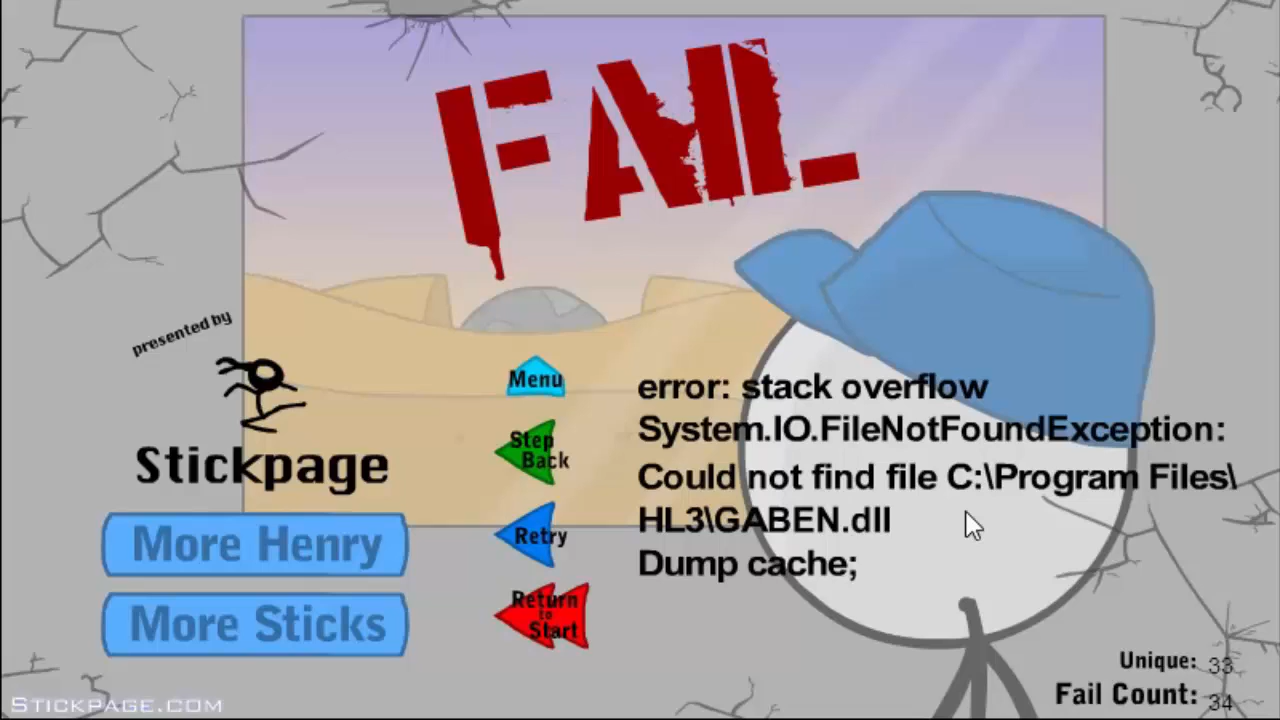 FAIL
presented by
Stickpage
More Henry
More Sticks
Menu
Step
Back
Retry
Return
to
Start
error: stack overflow
System.IO.FileNotFoundException:
Could not find file C:\Program Files\
HL3\GABEN.dll
Dump cache;
Unique: 33
Fail Count: 34
STICKPAGE.COM